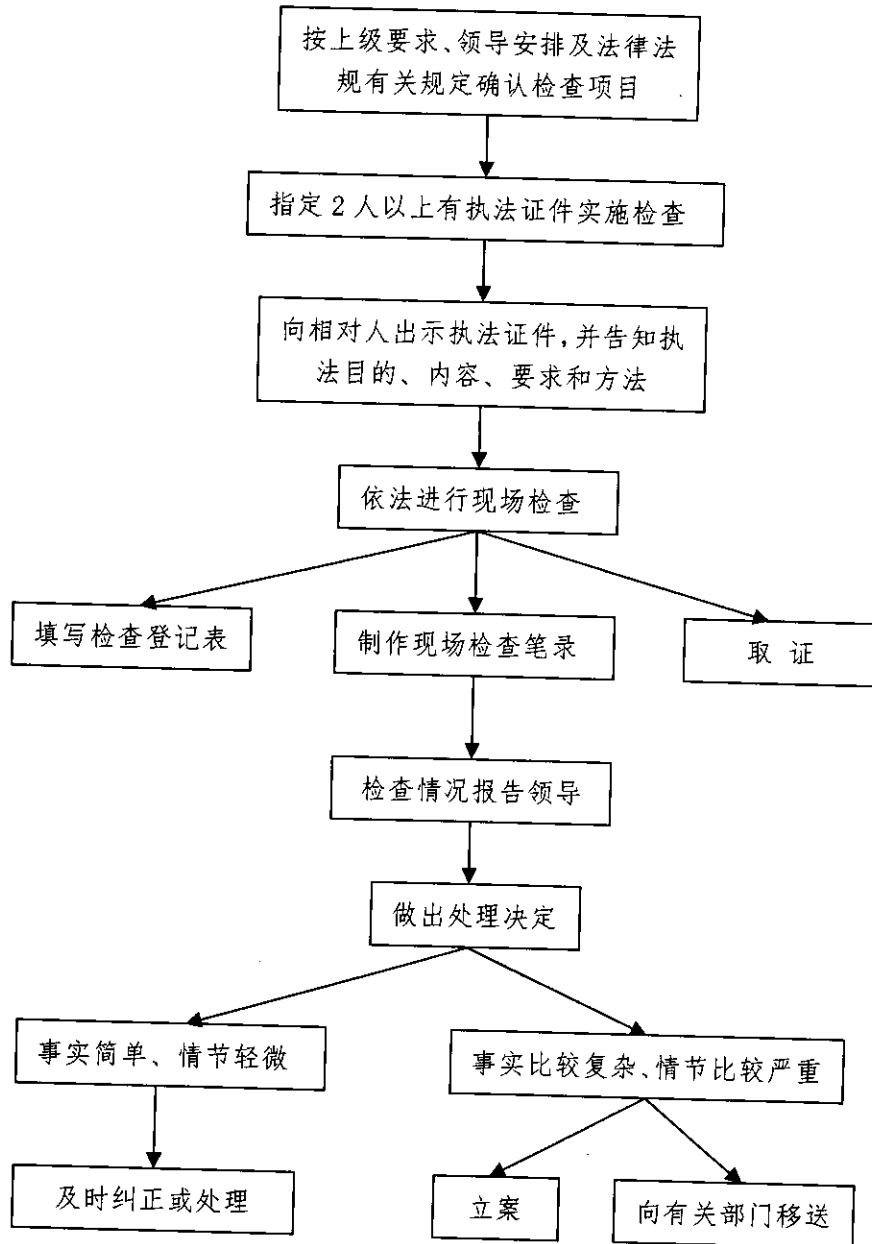 按上级要求、领导安排及法律法
规有关规定确认检查项目
指定2人以上有执法证件实施检查
向相对人出示执法证件,并告知执
法目的、内容、要求和方法
依法进行现场检查
填写检查登记表
制作现场检查笔录
取 证
检查情况报告领导
做出处理决定
事实简单、情节轻微
事实比较复杂、情节比较严重
及时纠正或处理
立案
向有关部门移送